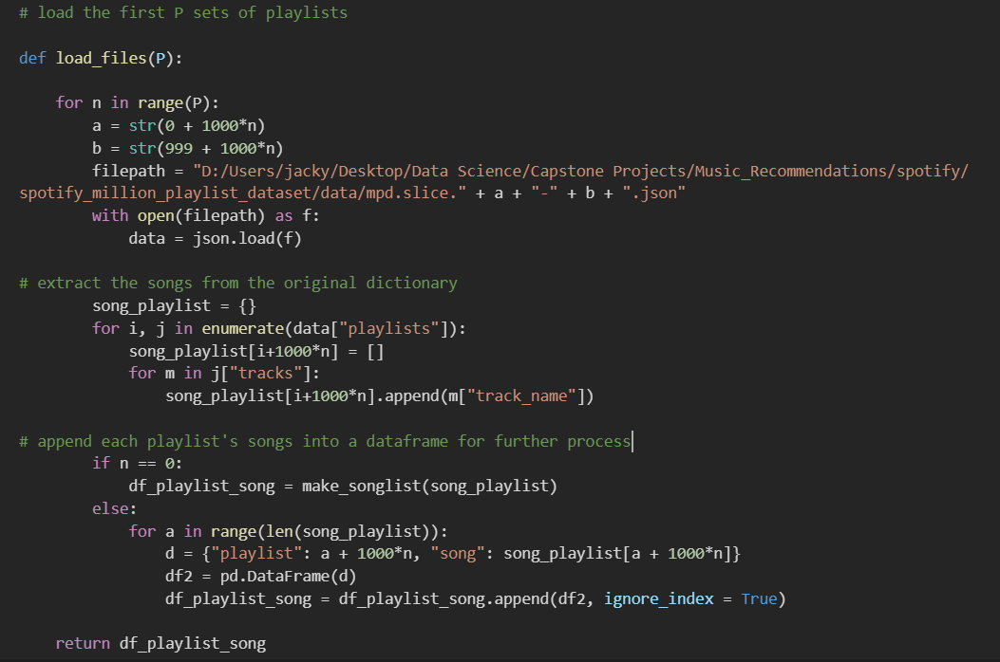 # load the first P sets of playlists
def load_files(P):
    for n in range(P):
        a = str(0 + 1000*n)
        b = str(999 + 1000*n)
        filepath = "D:/Users/jacky/Desktop/Data Science/Capstone Projects/Music_Recommendations/spotify/
spotify_million_playlist_dataset/data/mpd.slice." + a + "-" + b + ".json"
        with open(filepath) as f:
            data = json.load(f)
# extract the songs from the original dictionary
        song_playlist = {}
        for i, j in enumerate(data["playlists"]):
            song_playlist[i+1000*n] = []
            for m in j["tracks"]:
                song_playlist[i+1000*n].append(m["track_name"])
# append each playlist's songs into a dataframe for further process
        if n == 0:
            df_playlist_song = make_songlist(song_playlist)
        else:
            for a in range(len(song_playlist)):
                d = {"playlist": a + 1000*n, "song": song_playlist[a + 1000*n]}
                df2 = pd.DataFrame(d)
                df_playlist_song = df_playlist_song.append(df2, ignore_index = True)
    return df_playlist_song